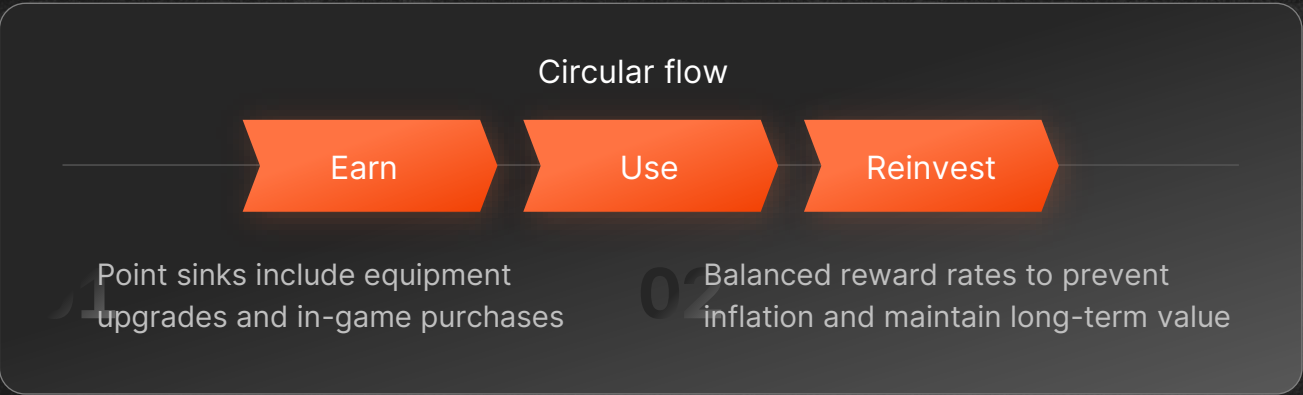 Circular flow
Earn
Use
Reinvest
01
Point sinks include equipment
upgrades and in-game purchases
02
Balanced reward rates to prevent
inflation and maintain long-term value